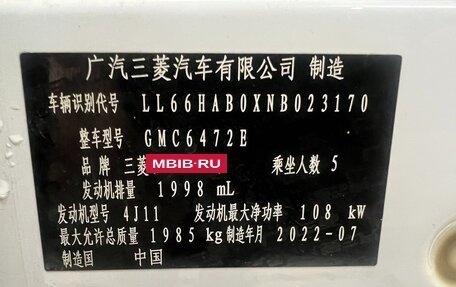 广汽三菱汽车有限公司 制造
车辆识别代号 LL66HAB0XNB023170
整车型号 GMC6472E
品牌 三菱 MBIB·RU 乘坐人数 5
发动机排量 1998 mL
发动机型号 4J11 发动机最大净功率 108 kW
最大允许总质量 1985 kg 制造年月 2022-07
制造国 中国